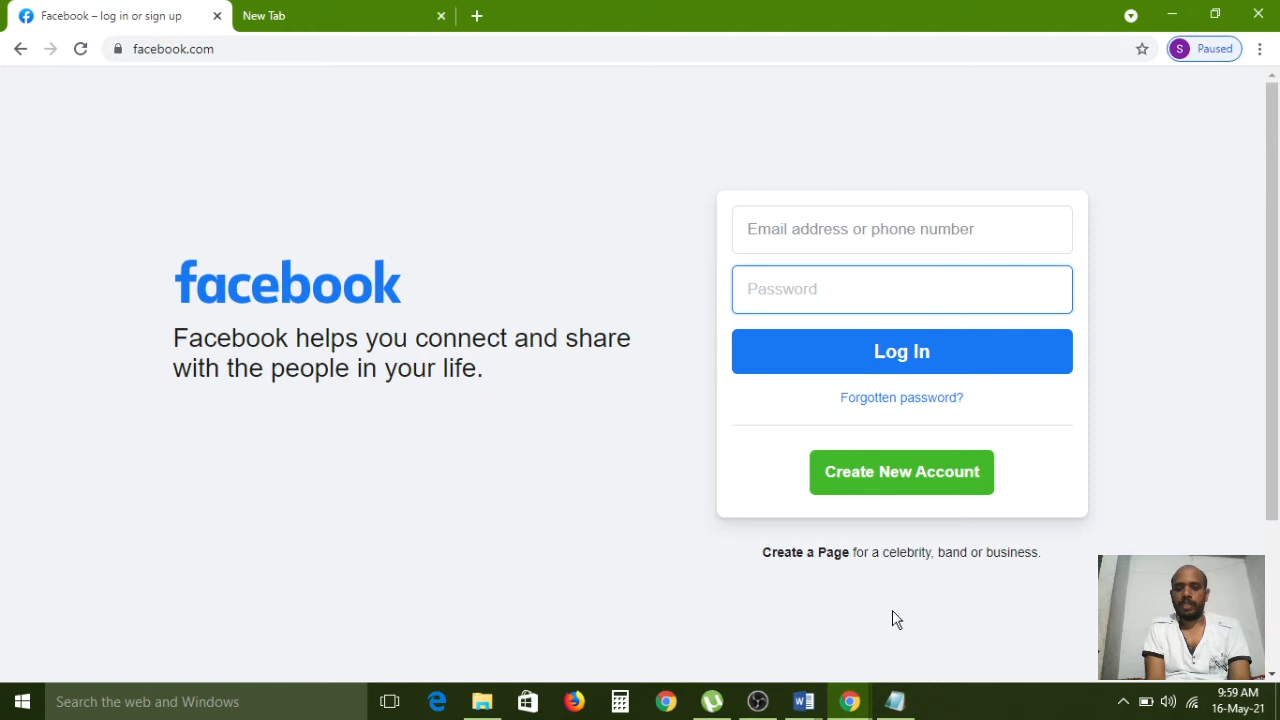 Facebook – log in or sign up
New Tab
facebook.com
S
Paused
Email address or phone number
facebook
Password
Facebook helps you connect and share
with the people in your life.
Log In
Forgotten password?
Create New Account
Create a Page for a celebrity, band or business.
Search the web and Windows
9:59 AM
16-May-21